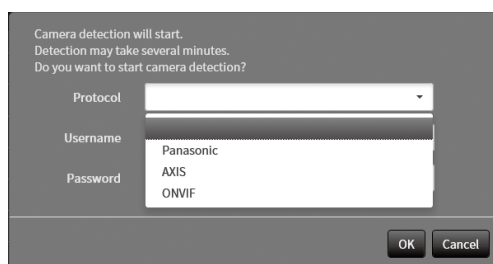 Camera detection will start.
Detection may take several minutes.
Do you want to start camera detection?
Protocol
Username
Panasonic
AXIS
Password
ONVIF
OK Cancel